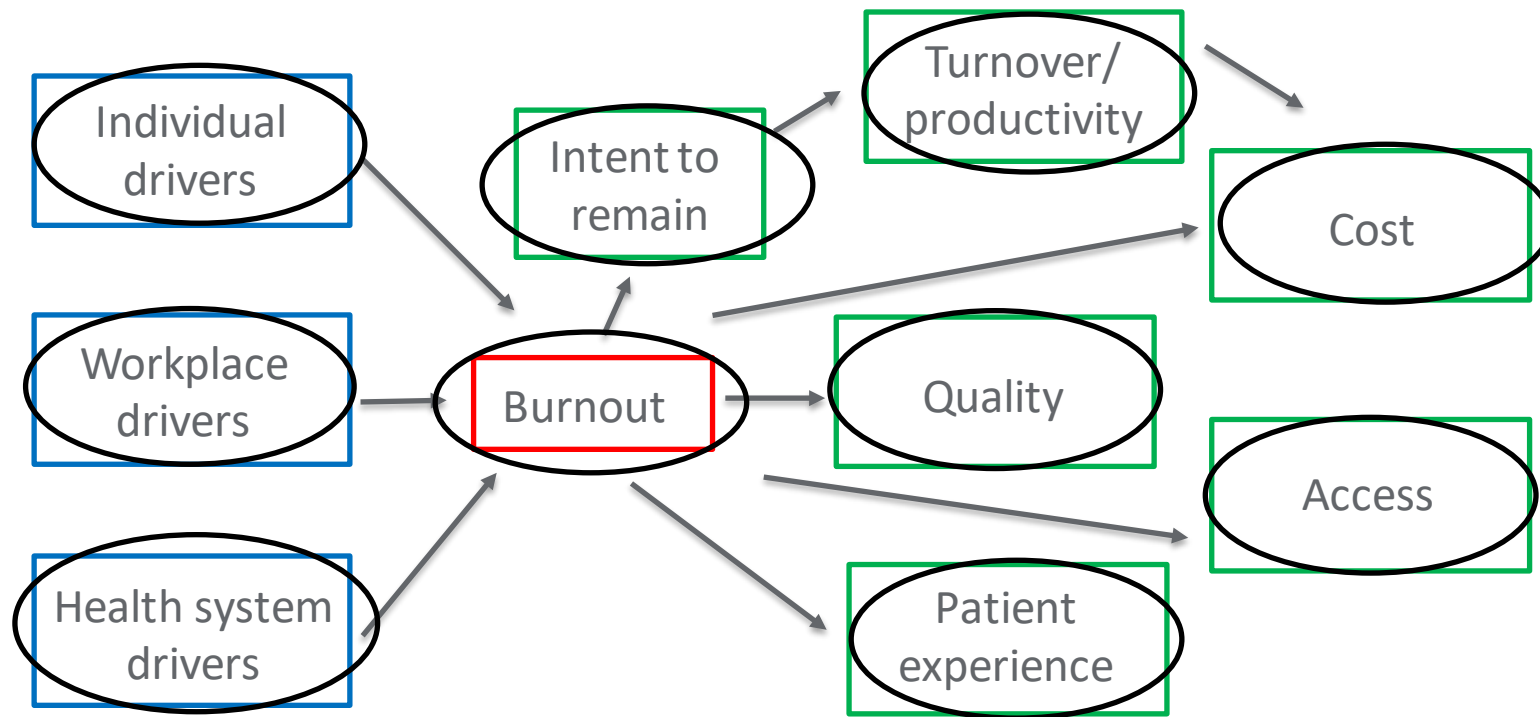 Individual
drivers
Workplace
drivers
Health system
drivers
Burnout
Intent to
remain
Turnover/
productivity
Cost
Quality
Access
Patient
experience